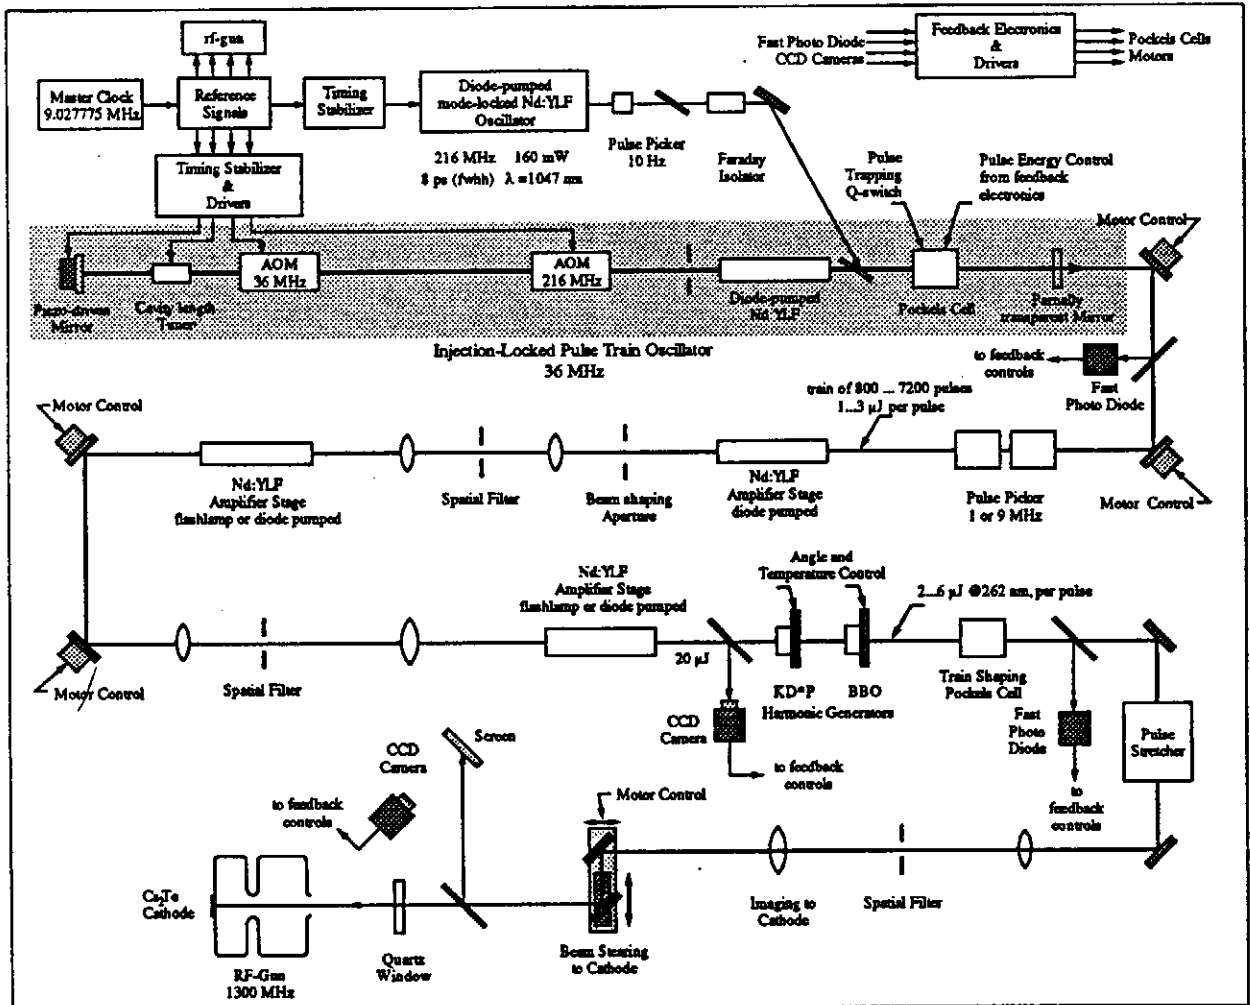 rf-gun
Fast Photo Diode
CCD Cameras
Feedback Electronics
&
Drivers
Pockels Cells
Motors
Master Clock
9.027775 MHz
Reference
Signals
Timing
Stabilizer
Diode-pumped
mode-locked Nd:YLF
Oscillator
216 MHz 160 mW
8 ps (fwhh) λ = 1047 nm
Pulse Picker
10 Hz
Faraday
Isolator
Pulse
Trapping
Q-switch
Pulse Energy Control
from feedback
electronics
Timing Stabilizer
&
Drivers
Motor Control
AOM
36 MHz
AOM
216 MHz
Piezo-driven
Mirror
Cavity length
Tuner
Diode-pumped
Nd YLF
Pockels Cell
Partially
transparent Mirror
Injection-Locked Pulse Train Oscillator
36 MHz
to feedback
controls
Fast
Photo Diode
train of 800 ... 7200 pulses
1...3 µJ per pulse
Motor Control
Nd:YLF
Amplifier Stage
flashlamp or diode pumped
Spatial Filter
Beam shaping
Aperture
Nd:YLF
Amplifier Stage
diode pumped
Pulse Picker
1 or 9 MHz
Motor Control
Nd:YLF
Amplifier Stage
flashlamp or diode pumped
Angle and
Temperature Control
2...6 µJ @262 nm, per pulse
20 µJ
Motor Control
Spatial Filter
KD*P
BBO
Harmonic Generators
Train Shaping
Pockels Cell
CCD
Camera
to feedback
controls
Fast
Photo
Diode
to
feedback
controls
Pulse
Stretcher
Screen
CCD
Camera
to feedback
controls
Motor Control
Cs2Te
Cathode
RF-Gun
1300 MHz
Quartz
Window
Beam Stearing
to Cathode
Imaging to
Cathode
Spatial Filter